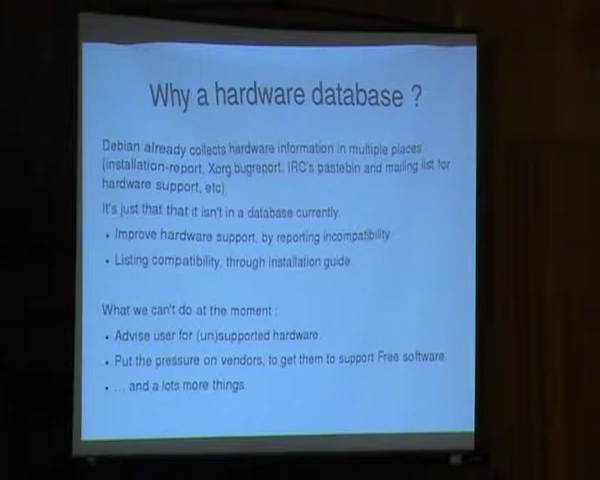 Why a hardware database ?
Debian already collects hardware information in multiple places
(installation-report, Xorg bugreport, IRC's pastebin and mailing list for
hardware support, etc)
It's just that that it isn't in a database currently.
• Improve hardware support, by reporting incompatibility.
• Listing compatibility, through Installation guide.
What we can't do at the moment :
• Advise user for (un)supported hardware.
• Put the pressure on vendors, to get them to support Free software.
• ... and a lots more things.